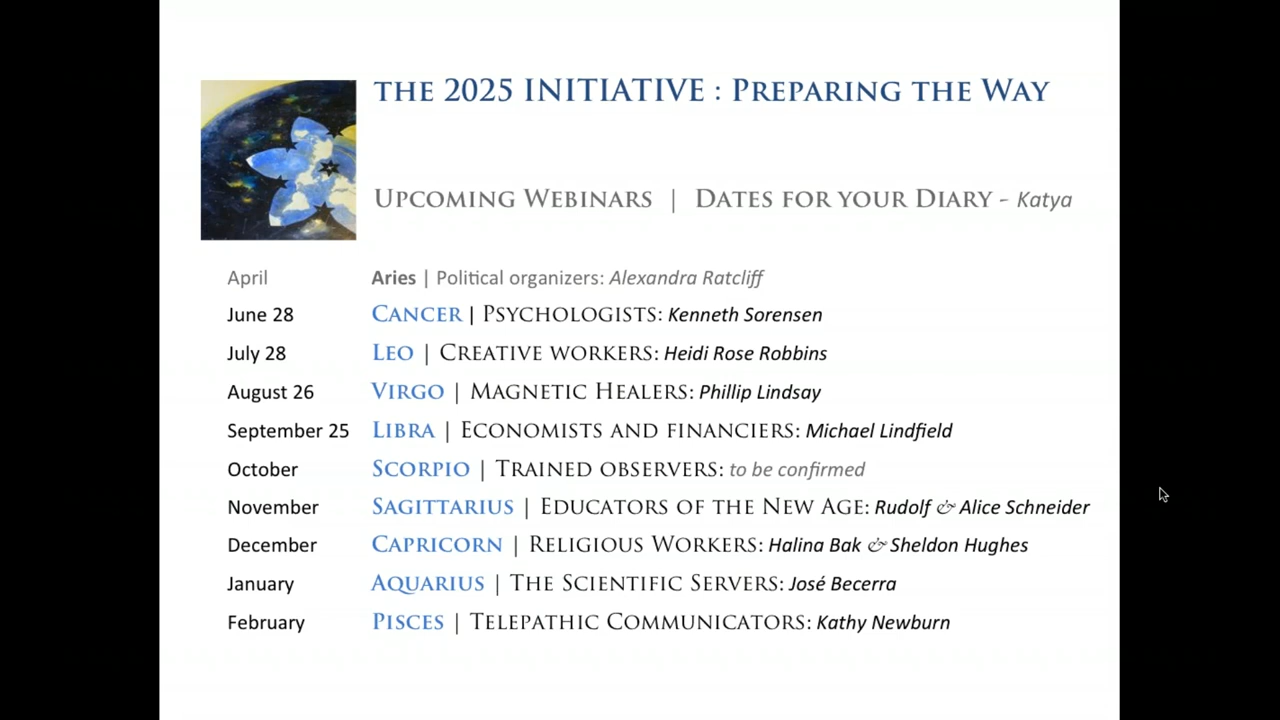 THE 2025 INITIATIVE : PREPARING THE WAY
UPCOMING WEBINARS | DATES FOR YOUR DIARY - Katya
April Aries | Political organizers: Alexandra Ratcliff
June 28 CANCER | PSYCHOLOGISTS: Kenneth Sorensen
July 28 LEO | CREATIVE WORKERS: Heidi Rose Robbins
August 26 VIRGO | MAGNETIC HEALERS: Phillip Lindsay
September 25 LIBRA | ECONOMISTS AND FINANCIERS: Michael Lindfield
October SCORPIO | TRAINED OBSERVERS: to be confirmed
November SAGITTARIUS | EDUCATORS OF THE NEW AGE: Rudolf & Alice Schneider
December CAPRICORN | RELIGIOUS WORKERS: Halina Bak & Sheldon Hughes
January AQUARIUS | THE SCIENTIFIC SERVERS: José Becerra
February PISCES | TELEPATHIC COMMUNICATORS: Kathy Newburn